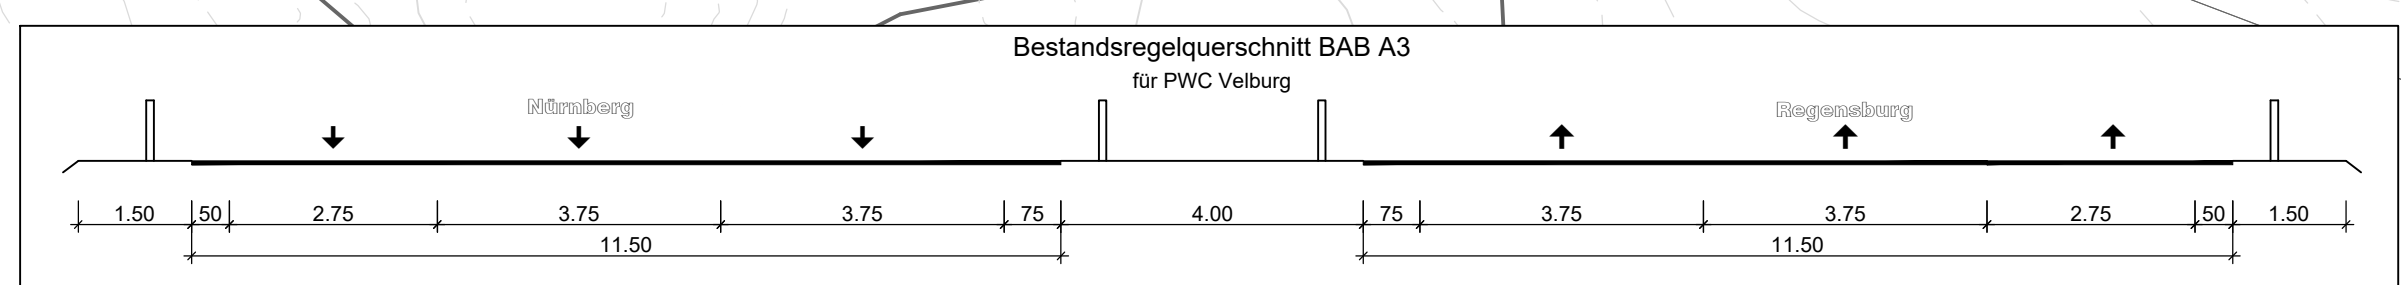 Bestandsregelquerschnitt BAB A3
für PWC Velburg
Nürnberg Regensburg
1.50 50 2.75 3.75 3.75 75 4.00 75 3.75 3.75 2.75 50 1.50
11.50 11.50